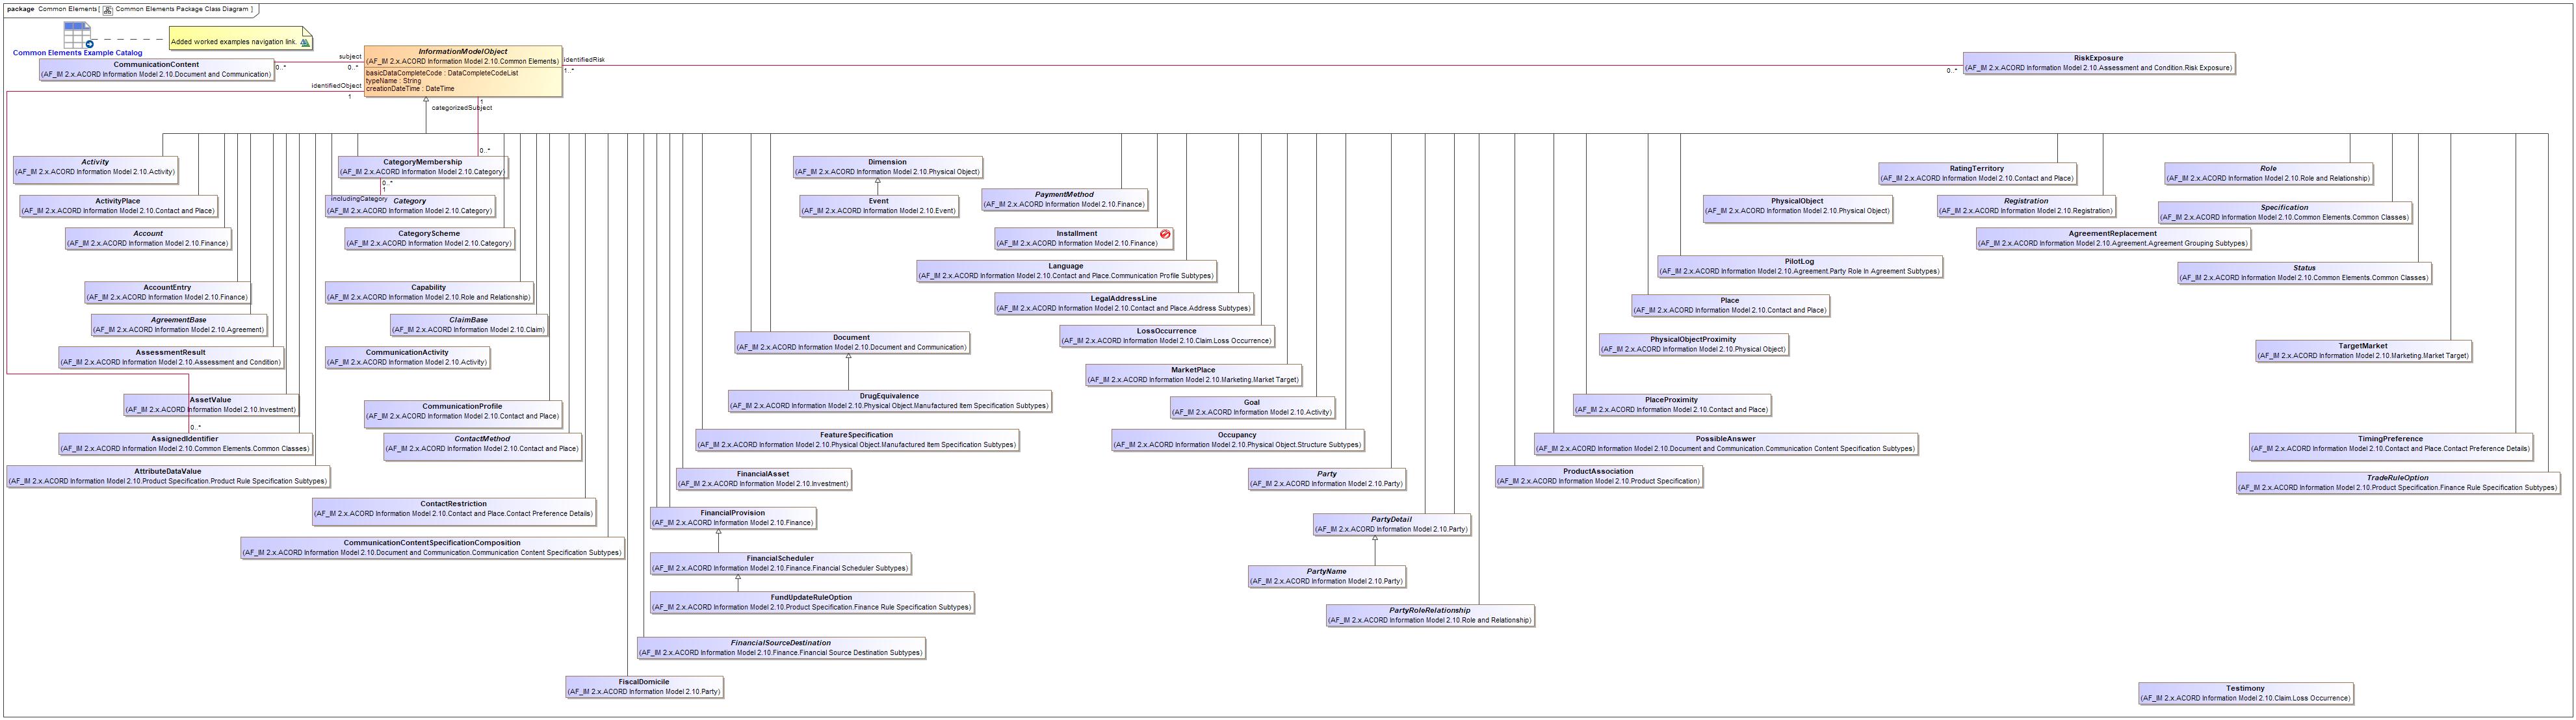 package Common Elements[ Common Elements Package Class Diagram ]
Common Elements Example Catalog
Added worked examples navigation link.
InformationModelObject
(AF_IM 2.x.ACORD Information Model 2.10.Common Elements)
basicDataCompleteCode : DataCompleteCodeList
typeName : String
creationDateTime : DateTime
CommunicationContent
(AF_IM 2.x.ACORD Information Model 2.10.Document and Communication)
subject
0..*
0..*
identifiedRisk
1..*
0..*
RiskExposure
(AF_IM 2.x.ACORD Information Model 2.10.Assessment and Condition.Risk Exposure)
identifiedObject
1
1
categorizedSubject
0..*
Activity
(AF_IM 2.x.ACORD Information Model 2.10.Activity)
CategoryMembership
(AF_IM 2.x.ACORD Information Model 2.10.Category)
0..*
1
includingCategory
Dimension
(AF_IM 2.x.ACORD Information Model 2.10.Physical Object)
RatingTerritory
(AF_IM 2.x.ACORD Information Model 2.10.Contact and Place)
Role
(AF_IM 2.x.ACORD Information Model 2.10.Role and Relationship)
ActivityPlace
(AF_IM 2.x.ACORD Information Model 2.10.Contact and Place)
Category
(AF_IM 2.x.ACORD Information Model 2.10.Category)
Event
(AF_IM 2.x.ACORD Information Model 2.10.Event)
PaymentMethod
(AF_IM 2.x.ACORD Information Model 2.10.Finance)
PhysicalObject
(AF_IM 2.x.ACORD Information Model 2.10.Physical Object)
Registration
(AF_IM 2.x.ACORD Information Model 2.10.Registration)
Specification
(AF_IM 2.x.ACORD Information Model 2.10.Common Elements.Common Classes)
Account
(AF_IM 2.x.ACORD Information Model 2.10.Finance)
CategoryScheme
(AF_IM 2.x.ACORD Information Model 2.10.Category)
Installment
(AF_IM 2.x.ACORD Information Model 2.10.Finance)
AgreementReplacement
(AF_IM 2.x.ACORD Information Model 2.10.Agreement.Agreement Grouping Subtypes)
Language
(AF_IM 2.x.ACORD Information Model 2.10.Contact and Place.Communication Profile Subtypes)
PilotLog
(AF_IM 2.x.ACORD Information Model 2.10.Agreement.Party Role In Agreement Subtypes)
Status
(AF_IM 2.x.ACORD Information Model 2.10.Common Elements.Common Classes)
AccountEntry
(AF_IM 2.x.ACORD Information Model 2.10.Finance)
Capability
(AF_IM 2.x.ACORD Information Model 2.10.Role and Relationship)
LegalAddressLine
(AF_IM 2.x.ACORD Information Model 2.10.Contact and Place.Address Subtypes)
Place
(AF_IM 2.x.ACORD Information Model 2.10.Contact and Place)
AgreementBase
(AF_IM 2.x.ACORD Information Model 2.10.Agreement)
ClaimBase
(AF_IM 2.x.ACORD Information Model 2.10.Claim)
Document
(AF_IM 2.x.ACORD Information Model 2.10.Document and Communication)
LossOccurrence
(AF_IM 2.x.ACORD Information Model 2.10.Claim.Loss Occurrence)
PhysicalObjectProximity
(AF_IM 2.x.ACORD Information Model 2.10.Physical Object)
TargetMarket
(AF_IM 2.x.ACORD Information Model 2.10.Marketing.Market Target)
AssessmentResult
(AF_IM 2.x.ACORD Information Model 2.10.Assessment and Condition)
CommunicationActivity
(AF_IM 2.x.ACORD Information Model 2.10.Activity)
MarketPlace
(AF_IM 2.x.ACORD Information Model 2.10.Marketing.Market Target)
AssetValue
(AF_IM 2.x.ACORD Information Model 2.10.Investment)
CommunicationProfile
(AF_IM 2.x.ACORD Information Model 2.10.Contact and Place)
DrugEquivalence
(AF_IM 2.x.ACORD Information Model 2.10.Physical Object.Manufactured Item Specification Subtypes)
Goal
(AF_IM 2.x.ACORD Information Model 2.10.Activity)
PlaceProximity
(AF_IM 2.x.ACORD Information Model 2.10.Contact and Place)
0..*
AssignedIdentifier
(AF_IM 2.x.ACORD Information Model 2.10.Common Elements.Common Classes)
ContactMethod
(AF_IM 2.x.ACORD Information Model 2.10.Contact and Place)
FeatureSpecification
(AF_IM 2.x.ACORD Information Model 2.10.Physical Object.Manufactured Item Specification Subtypes)
Occupancy
(AF_IM 2.x.ACORD Information Model 2.10.Physical Object.Structure Subtypes)
PossibleAnswer
(AF_IM 2.x.ACORD Information Model 2.10.Document and Communication.Communication Content Specification Subtypes)
TimingPreference
(AF_IM 2.x.ACORD Information Model 2.10.Contact and Place.Contact Preference Details)
AttributeDataValue
(AF_IM 2.x.ACORD Information Model 2.10.Product Specification.Product Rule Specification Subtypes)
FinancialAsset
(AF_IM 2.x.ACORD Information Model 2.10.Investment)
Party
(AF_IM 2.x.ACORD Information Model 2.10.Party)
ProductAssociation
(AF_IM 2.x.ACORD Information Model 2.10.Product Specification)
TradeRuleOption
(AF_IM 2.x.ACORD Information Model 2.10.Product Specification.Finance Rule Specification Subtypes)
ContactRestriction
(AF_IM 2.x.ACORD Information Model 2.10.Contact and Place.Contact Preference Details)
FinancialProvision
(AF_IM 2.x.ACORD Information Model 2.10.Finance)
PartyDetail
(AF_IM 2.x.ACORD Information Model 2.10.Party)
CommunicationContentSpecificationComposition
(AF_IM 2.x.ACORD Information Model 2.10.Document and Communication.Communication Content Specification Subtypes)
FinancialScheduler
(AF_IM 2.x.ACORD Information Model 2.10.Finance.Financial Scheduler Subtypes)
PartyName
(AF_IM 2.x.ACORD Information Model 2.10.Party)
FundUpdateRuleOption
(AF_IM 2.x.ACORD Information Model 2.10.Product Specification.Finance Rule Specification Subtypes)
PartyRoleRelationship
(AF_IM 2.x.ACORD Information Model 2.10.Role and Relationship)
FinancialSourceDestination
(AF_IM 2.x.ACORD Information Model 2.10.Finance.Financial Source Destination Subtypes)
FiscalDomicile
(AF_IM 2.x.ACORD Information Model 2.10.Party)
Testimony
(AF_IM 2.x.ACORD Information Model 2.10.Claim.Loss Occurrence)